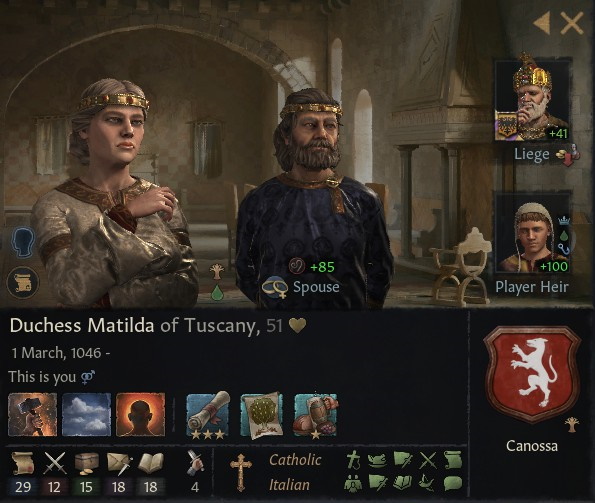 +41
Liege
+100
Player Heir
+85
Spouse
Duchess Matilda of Tuscany, 51
1 March, 1046 -
This is you
Canossa
29 12 15 18 18 4
Catholic
Italian